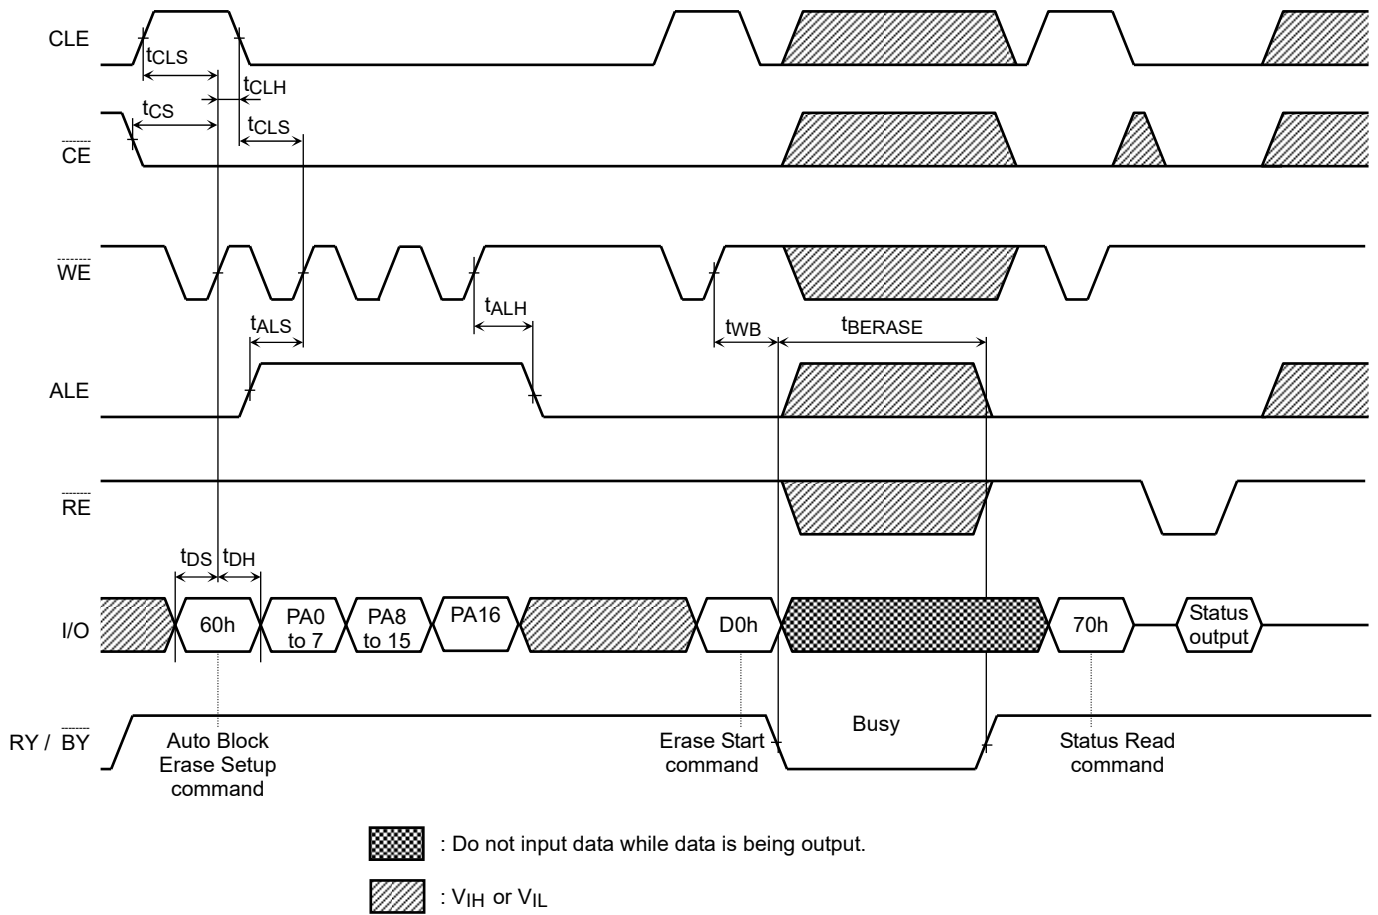 CLE
tCLS
tCLH
tCS
tCLS
CE
WE
tALH
tALS
tWB
tBERASE
ALE
RE
tDS
tDH
I/O
60h
PA0
to 7
PA8
to 15
PA16
D0h
70h
Status
output
RY / BY
Busy
Auto Block
Erase Setup
command
Erase Start
command
Status Read
command
: Do not input data while data is being output.
: VIH or VIL